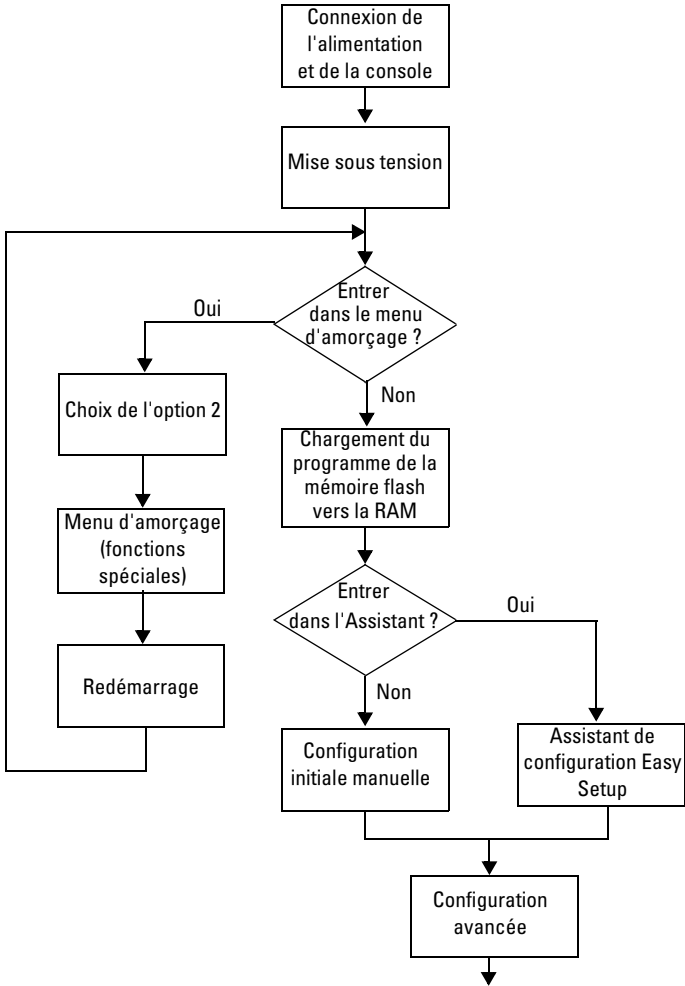 Connexion de
l'alimentation
et de la console
Mise sous tension
Entrer
dans le menu
d'amorçage ?
Oui
Non
Choix de l'option 2
Chargement du
programme de la
mémoire flash
vers la RAM
Menu d'amorçage
(fonctions
spéciales)
Entrer
dans l'Assistant ?
Oui
Non
Redémarrage
Configuration
initiale manuelle
Assistant de
configuration Easy
Setup
Configuration
avancée